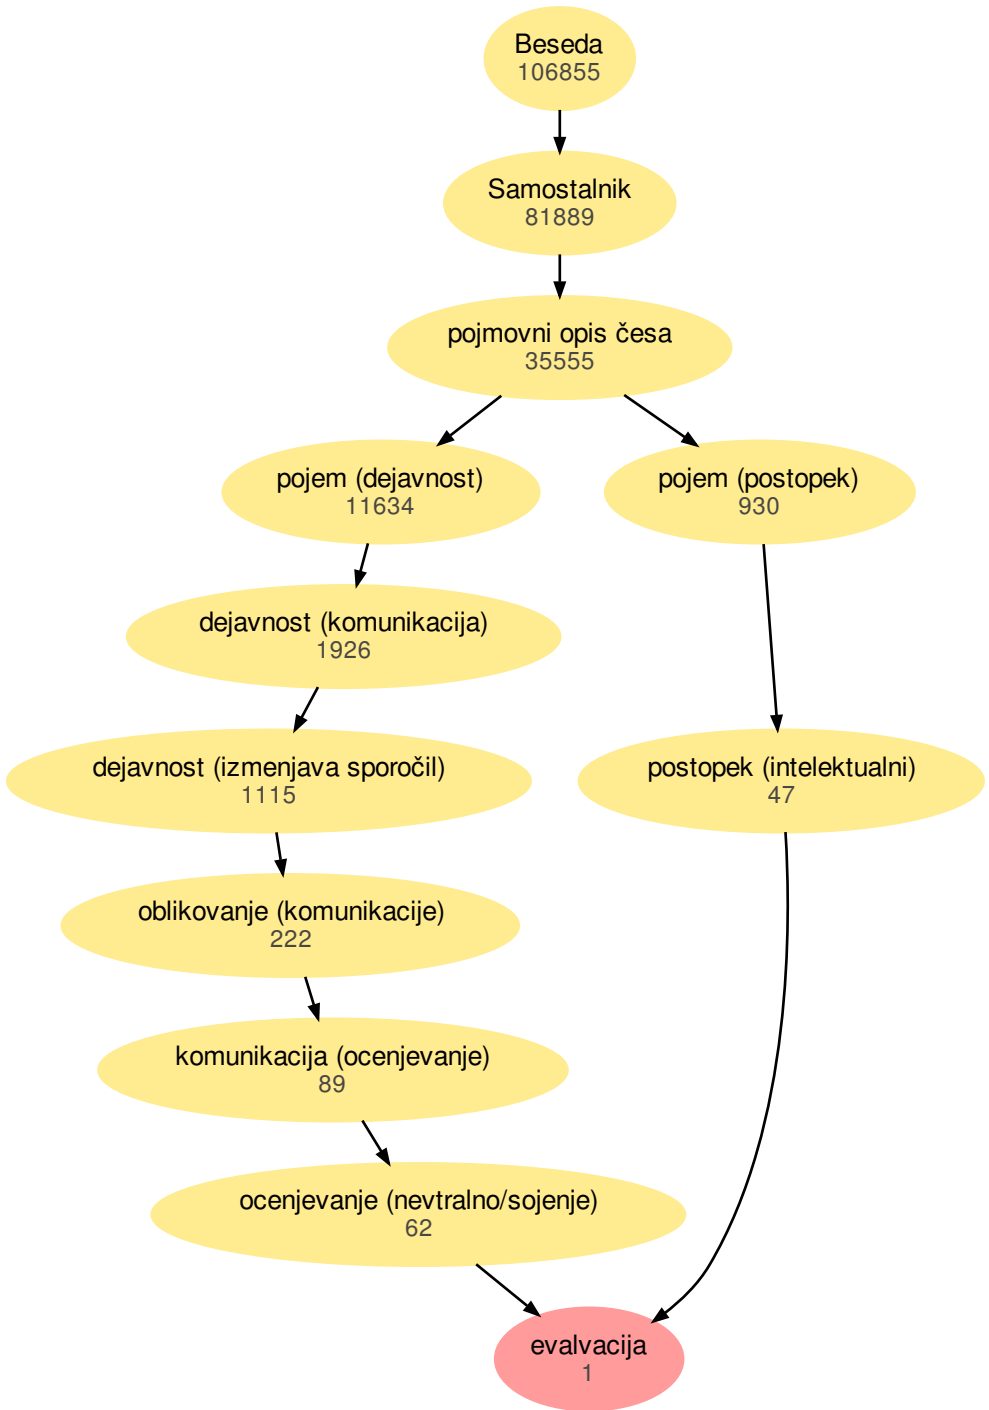 Beseda
106855
Samostalnik
81889
pojmovni opis česa
35555
pojem (dejavnost)
11634
pojem (postopek)
930
dejavnost (komunikacija)
1926
dejavnost (izmenjava sporočil)
1115
postopek (intelektualni)
47
oblikovanje (komunikacije)
222
komunikacija (ocenjevanje)
89
ocenjevanje (nevtralno/sojenje)
62
evalvacija
1